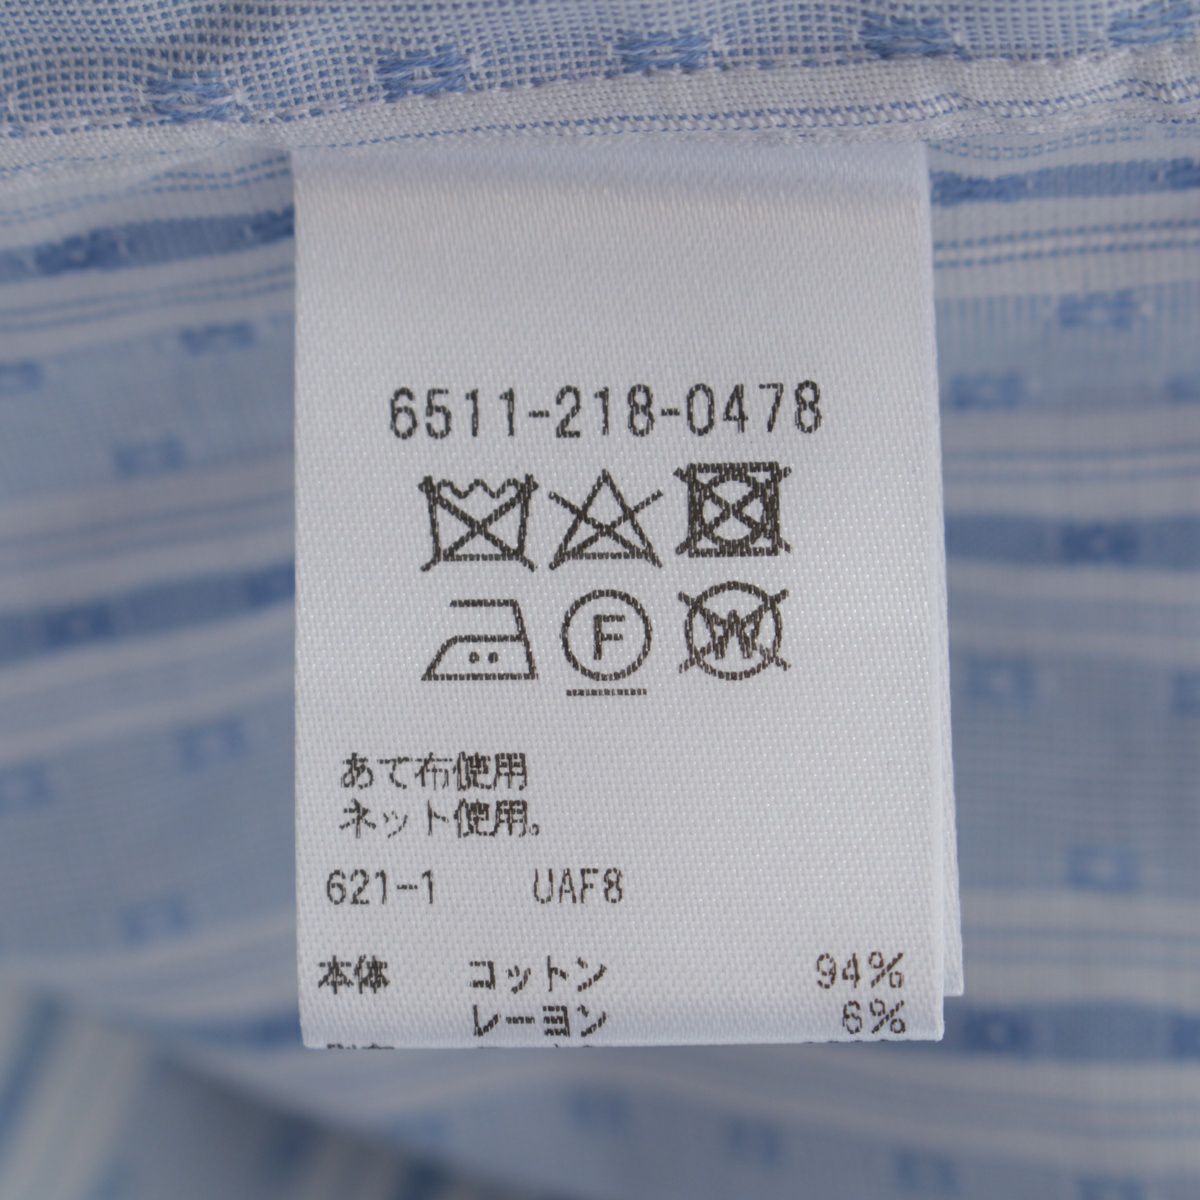 6511-218-0478
F
W
あて布使用
ネット使用。
621-1 UAF8
本体 コットン 94%
レーヨン 6%